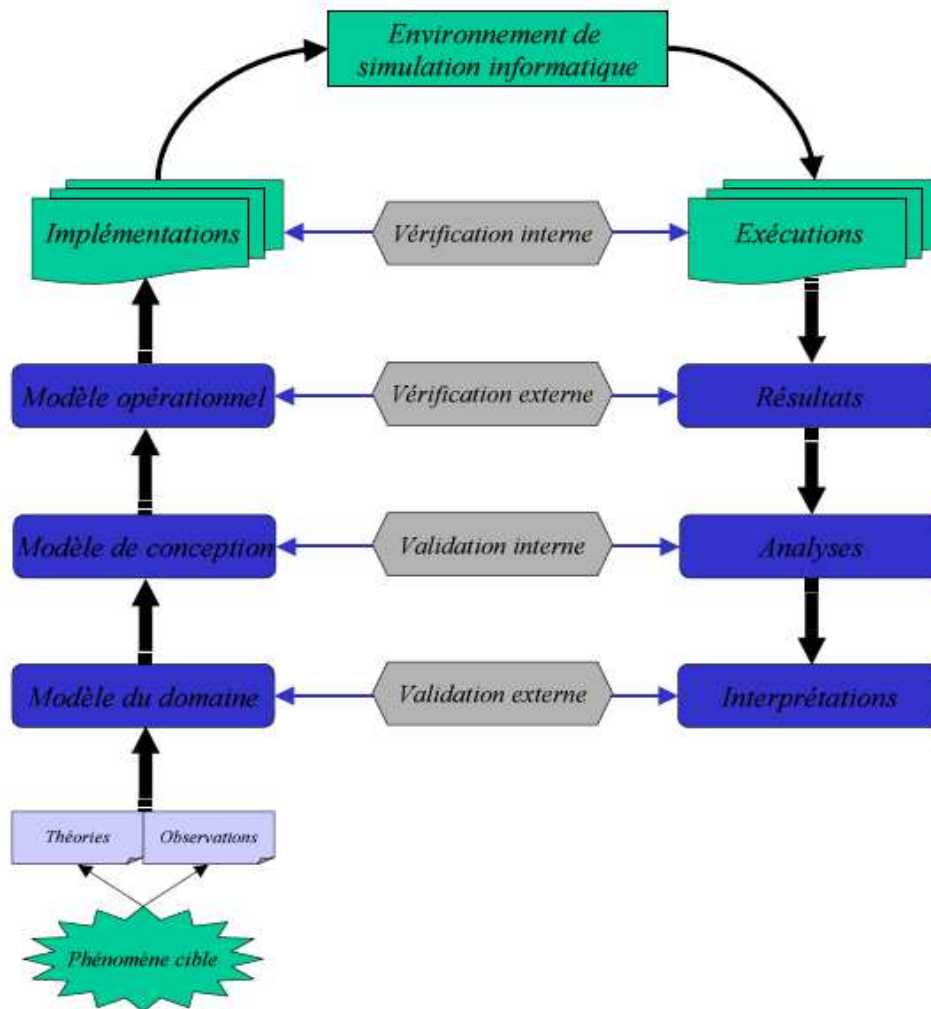 Environnement de
simulation informatique
Implémentations
Vérification interne
Exécutions
Modèle opérationnel
Vérification externe
Résultats
Modèle de conception
Validation interne
Analyses
Modèle du domaine
Validation externe
Interprétations
Théories
Observations
Phénomène cible